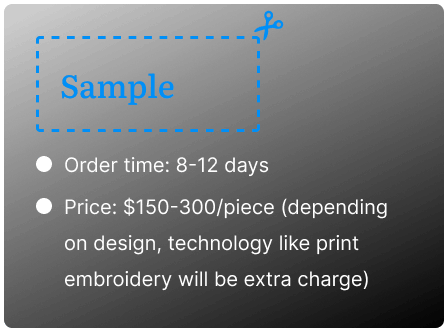 Sample
Order time: 8-12 days
Price: $150-300/piece (depending
on design, technology like print
embroidery will be extra charge)